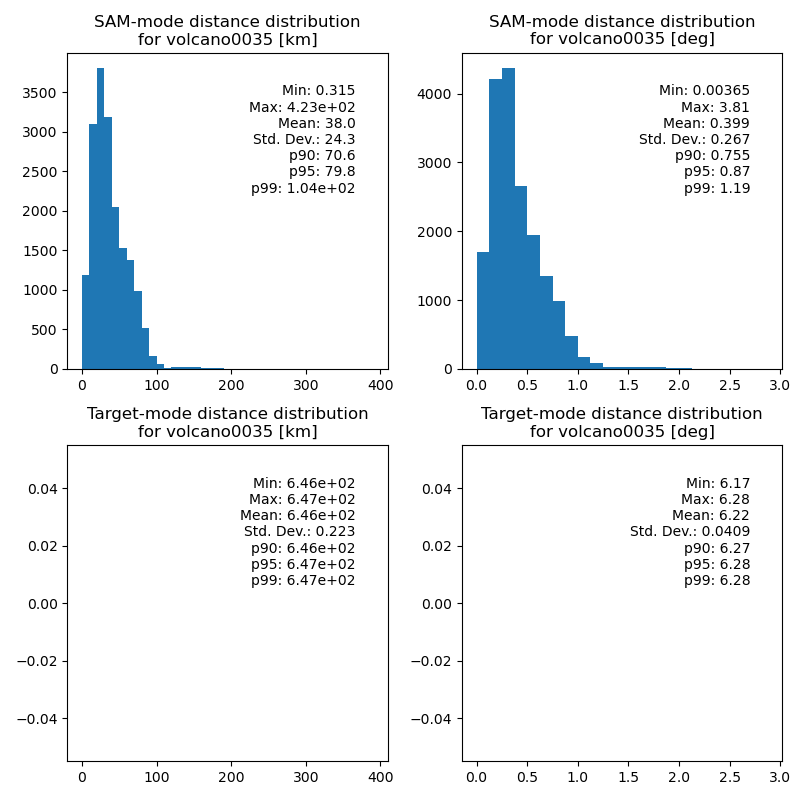 SAM-mode distance distribution
for volcano0035 [km]
Min: 0.315
Max: 4.23e+02
Mean: 38.0
Std. Dev.: 24.3
p90: 70.6
p95: 79.8
p99: 1.04e+02
3500
3000
2500
2000
1500
1000
500
0
0 100 200 300 400
SAM-mode distance distribution
for volcano0035 [deg]
Min: 0.00365
Max: 3.81
Mean: 0.399
Std. Dev.: 0.267
p90: 0.755
p95: 0.87
p99: 1.19
4000
3000
2000
1000
0
0.0 0.5 1.0 1.5 2.0 2.5 3.0
Target-mode distance distribution
for volcano0035 [km]
Min: 6.46e+02
Max: 6.47e+02
Mean: 6.46e+02
Std. Dev.: 0.223
p90: 6.46e+02
p95: 6.47e+02
p99: 6.47e+02
0.04
0.02
0.00
−0.02
−0.04
0 100 200 300 400
Target-mode distance distribution
for volcano0035 [deg]
Min: 6.17
Max: 6.28
Mean: 6.22
Std. Dev.: 0.0409
p90: 6.27
p95: 6.28
p99: 6.28
0.04
0.02
0.00
−0.02
−0.04
0.0 0.5 1.0 1.5 2.0 2.5 3.0